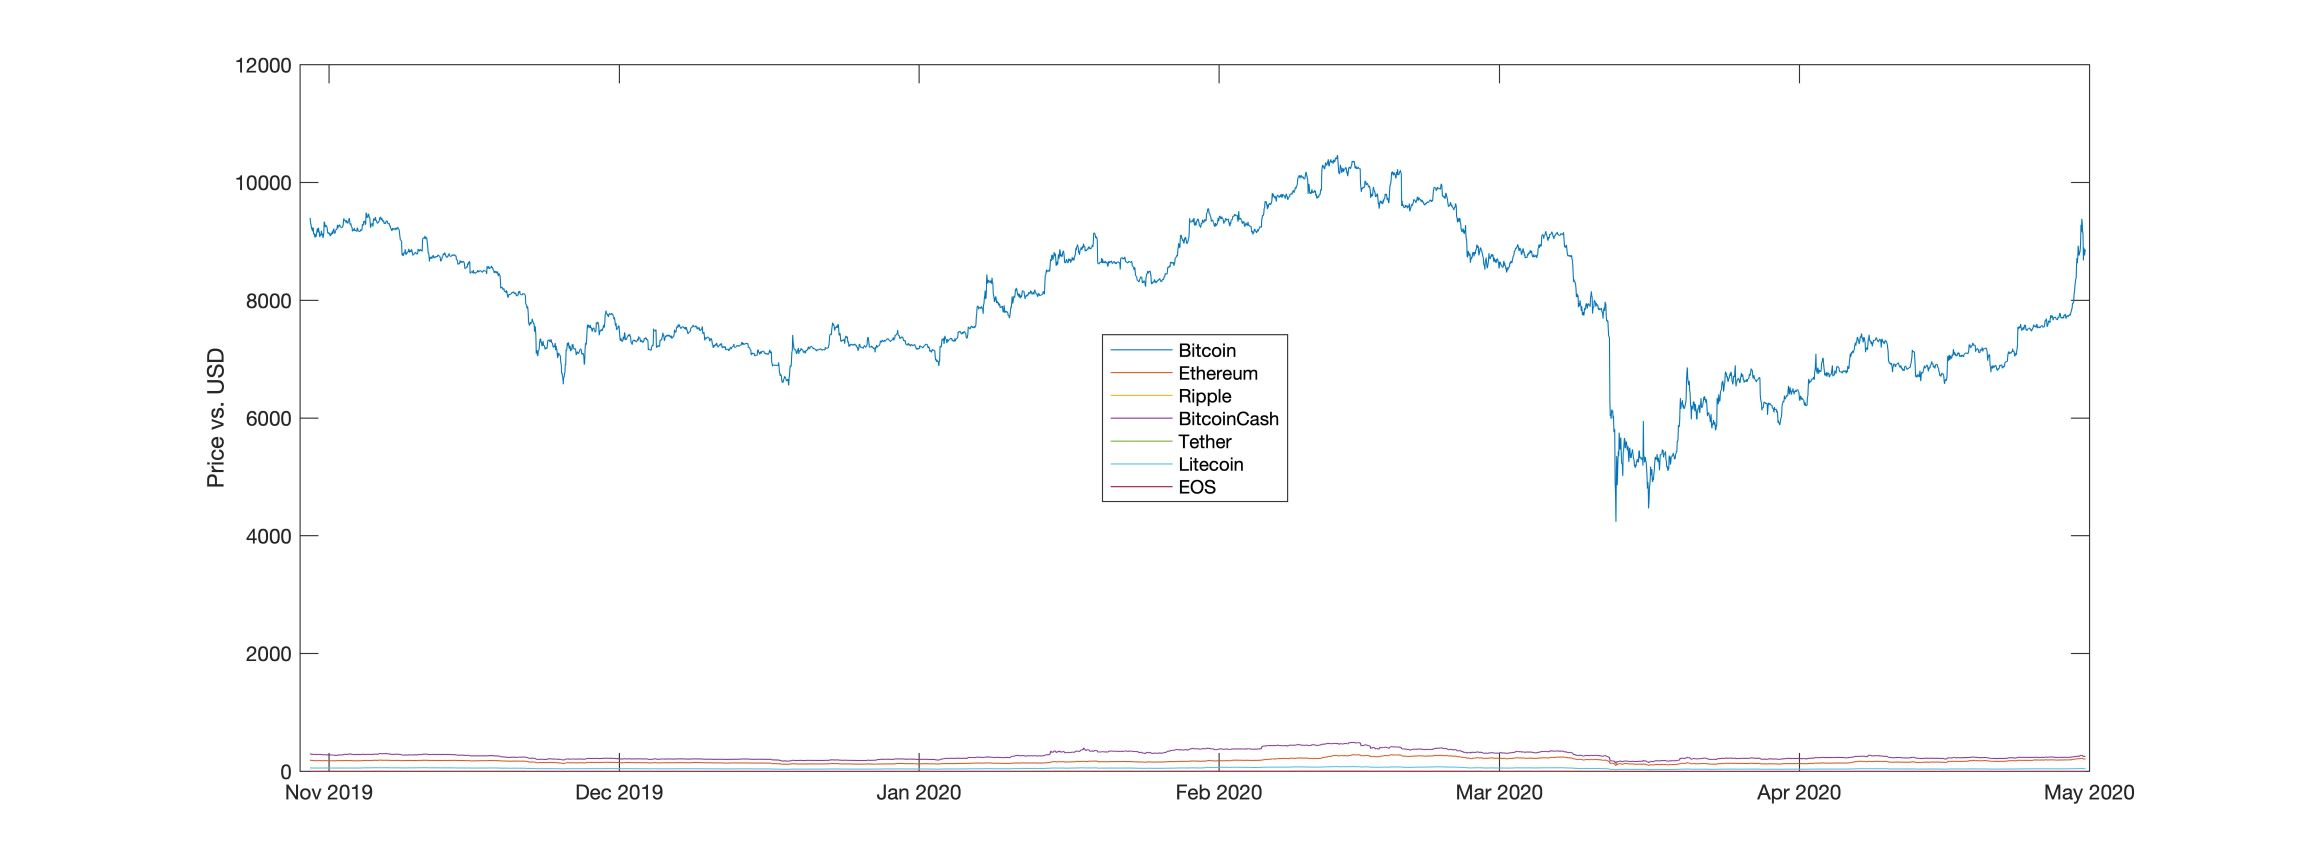 12000
10000
8000
6000
4000
2000
0
Price vs. USD
Bitcoin
Ethereum
Ripple
BitcoinCash
Tether
Litecoin
EOS
Nov 2019 Dec 2019 Jan 2020 Feb 2020 Mar 2020 Apr 2020 May 2020